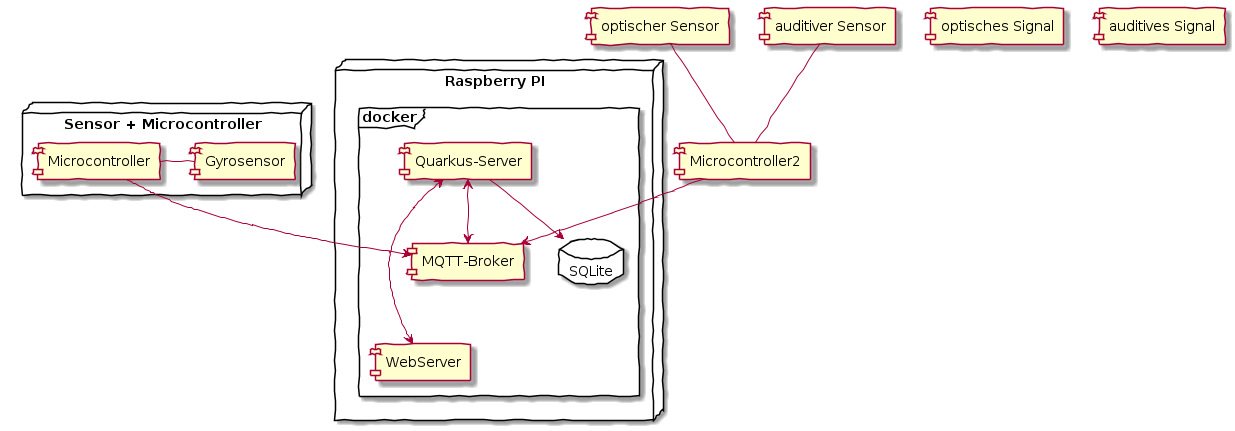 optischer Sensor
auditiver Sensor
optisches Signal
auditives Signal
Raspberry PI
docker
Sensor + Microcontroller
Microcontroller
Gyrosensor
Quarkus-Server
Microcontroller2
MQTT-Broker
SQLite
WebServer